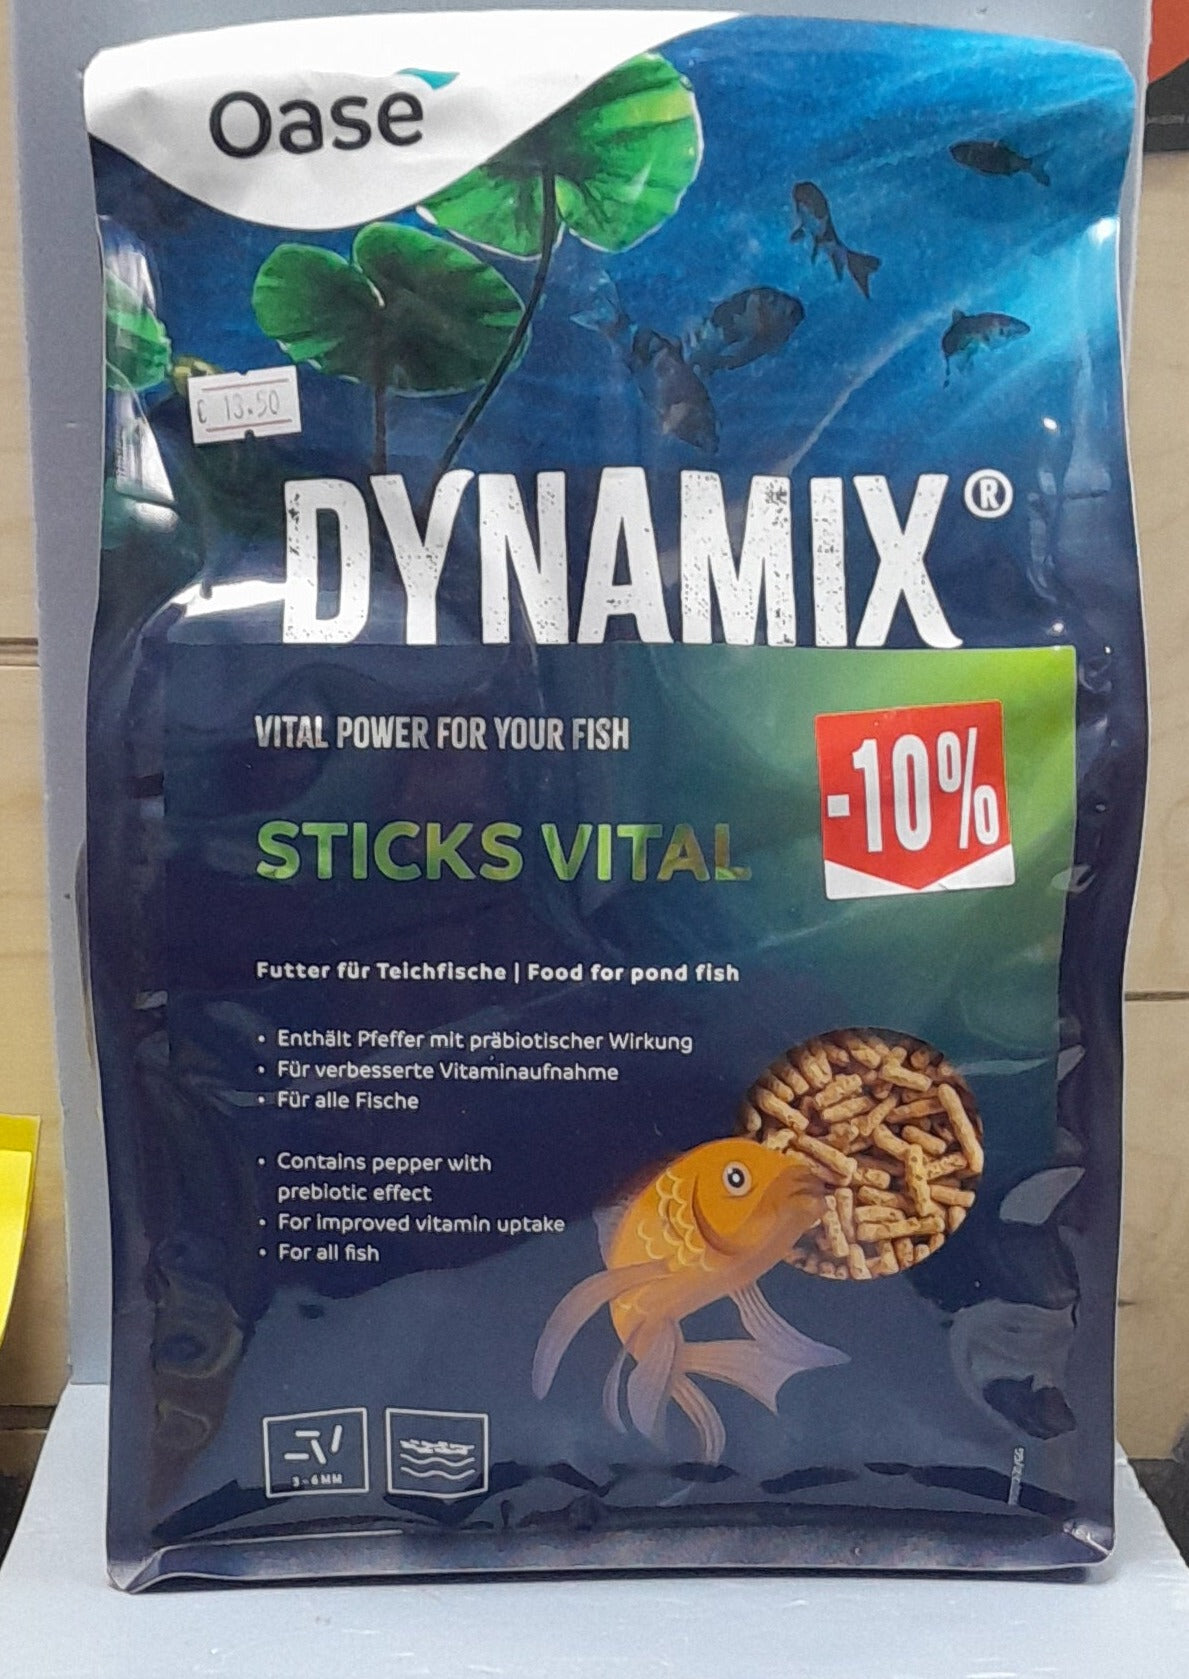 Oase
€ 13.50
DYNAMIX®
VITAL POWER FOR YOUR FISH
-10%
STICKS VITAL
Futter für Teichfische | Food for pond fish
• Enthält Pfeffer mit präbiotischer Wirkung
• Für verbesserte Vitaminaufnahme
• Für alle Fische
• Contains pepper with
prebiotic effect
• For improved vitamin uptake
• For all fish
3 - 6 MM